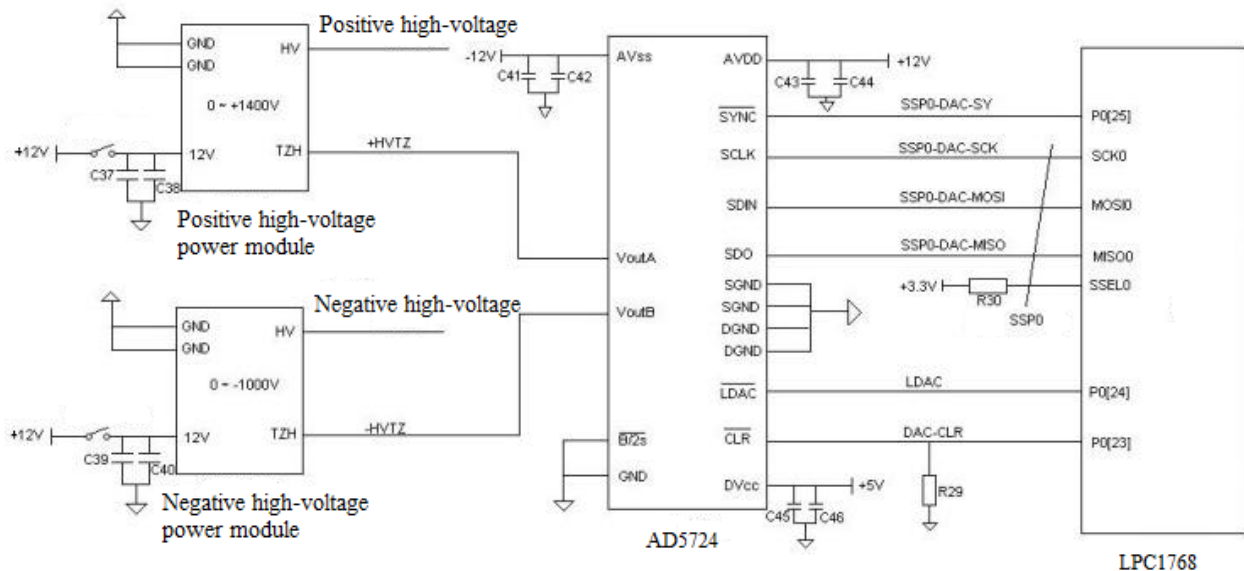 Positive high-voltage
GND
GND
HV
0 ~ +1400V
+12V
12V
TZH
+HVTZ
C37
C38
Positive high-voltage
power module
Negative high-voltage
GND
GND
HV
0 ~ -1000V
+12V
12V
TZH
-HVTZ
C39
C40
Negative high-voltage
power module
-12V
C41
C42
AVss
VoutA
VoutB
B/2s
GND
AVDD
SYNC
SCLK
SDIN
SDO
SGND
SGND
DGND
DGND
LDAC
CLR
DVcc
AD5724
C43
C44
+12V
SSP0-DAC-SY
SSP0-DAC-SCK
SSP0-DAC-MOSI
SSP0-DAC-MISO
+3.3V
R30
SSP0
LDAC
DAC-CLR
R29
C45
C46
+5V
P0[25]
SCK0
MOSI0
MISO0
SSEL0
P0[24]
P0[23]
LPC1768